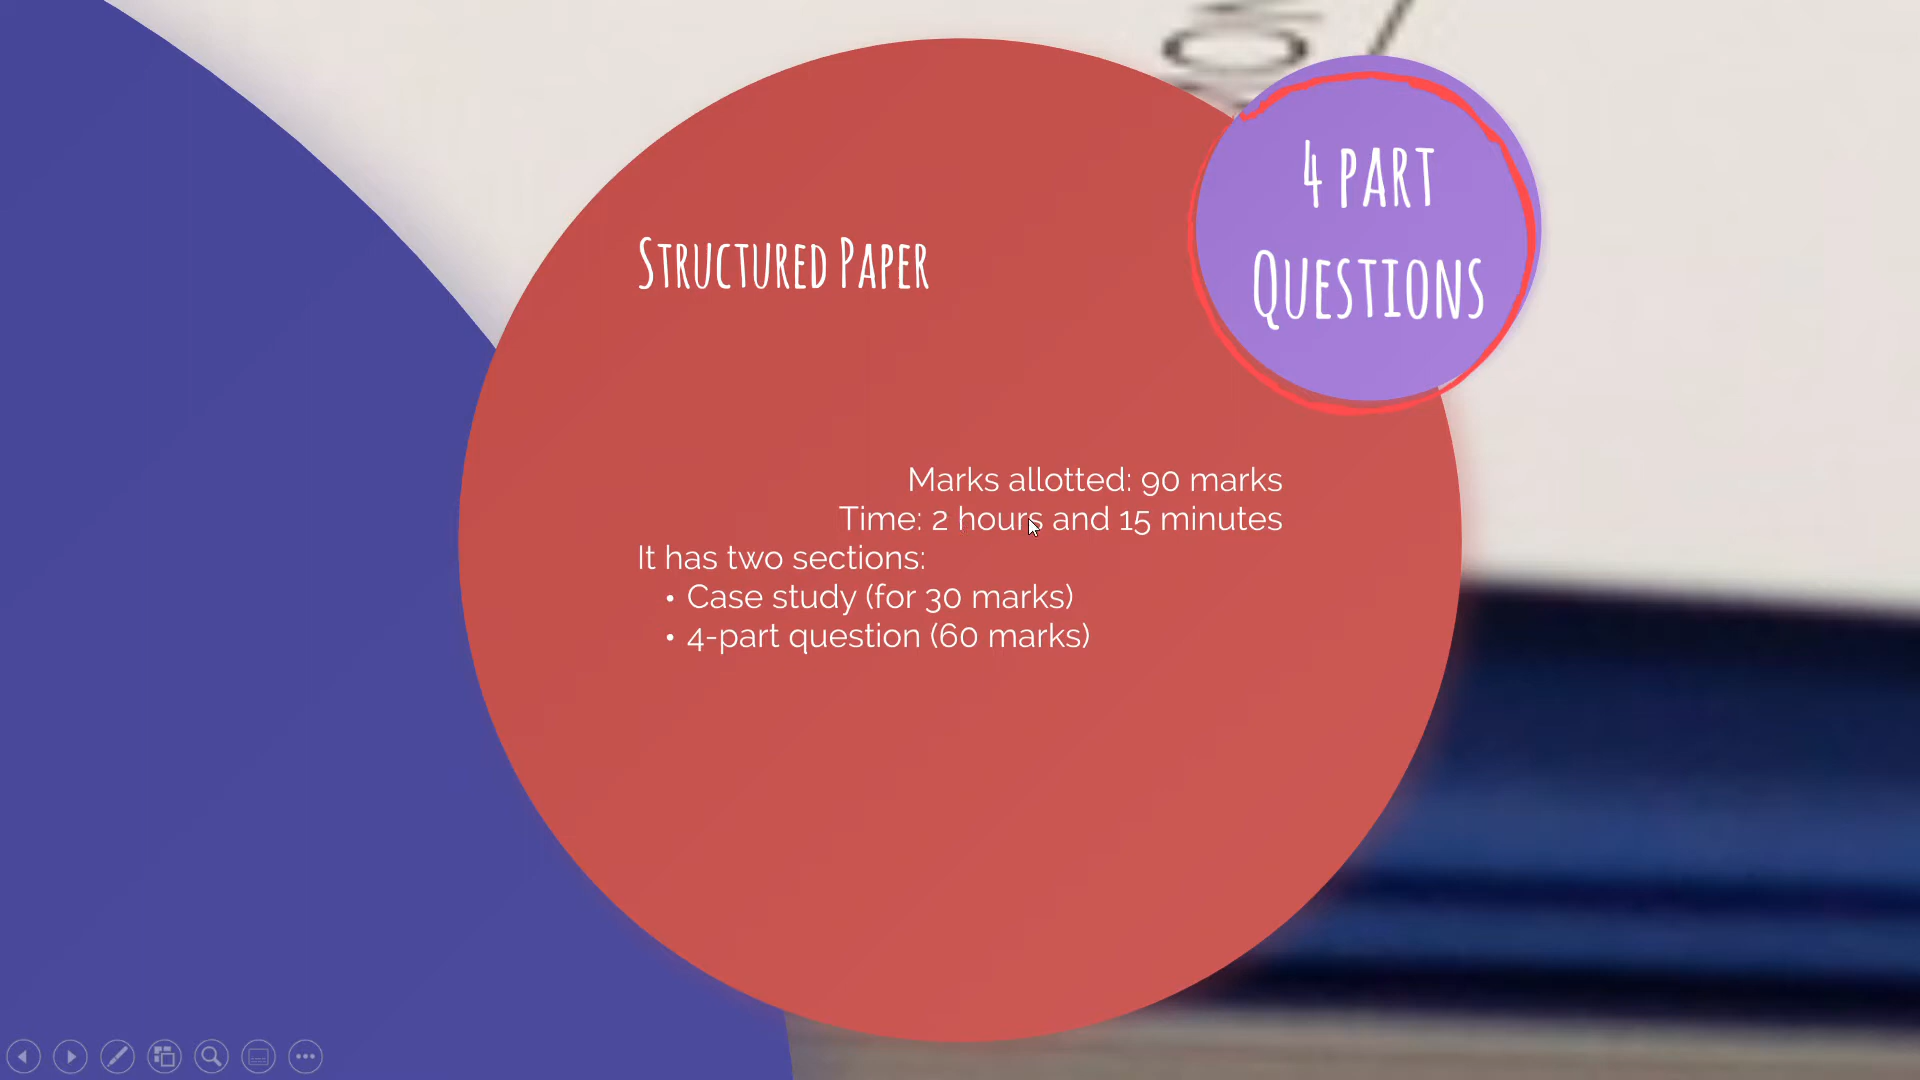 4 PART
QUESTIONS
STRUCTURED PAPER
Marks allotted: 90 marks
Time: 2 hours and 15 minutes
It has two sections:
• Case study (for 30 marks)
• 4-part question (60 marks)